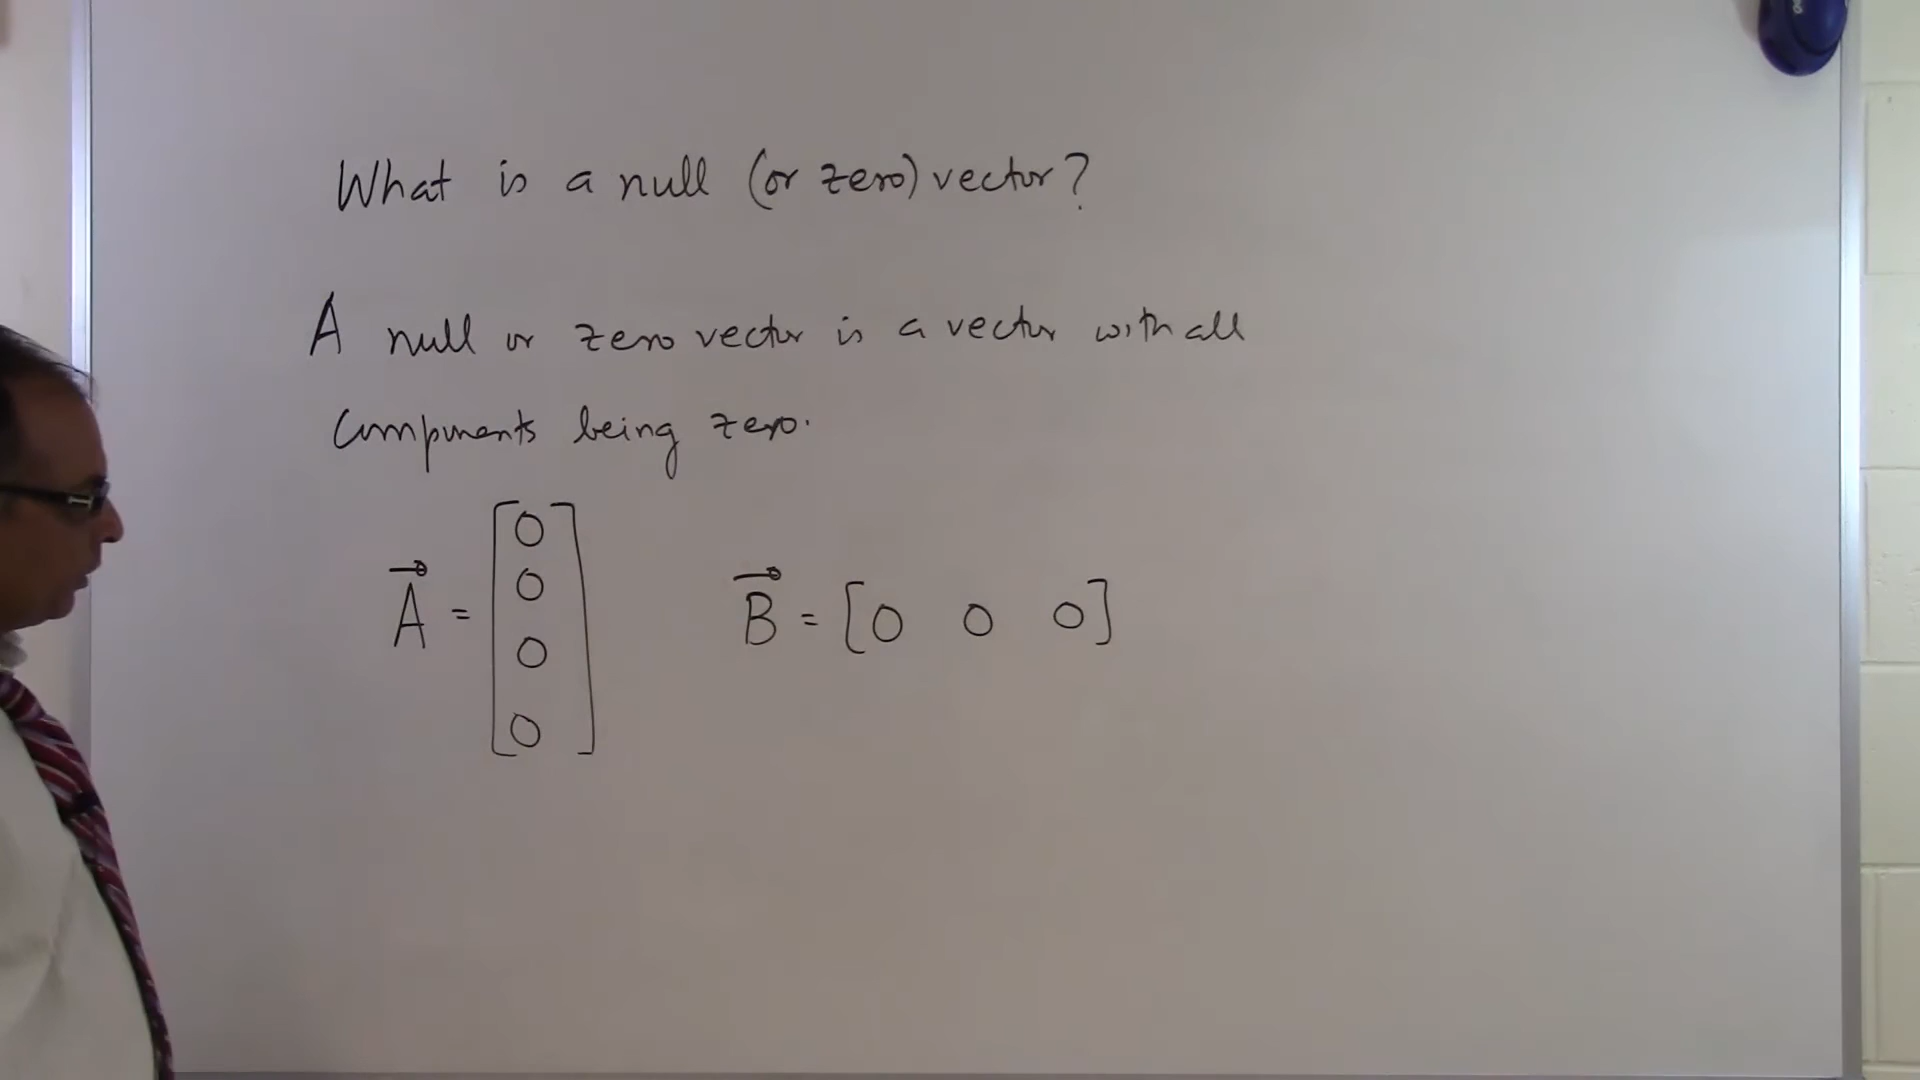 What is a null (or zero) vector?
A null or zero vector is a vector with all
components being zero.
A⃗ = [0 0 0 0]
B⃗ = [0 0 0]